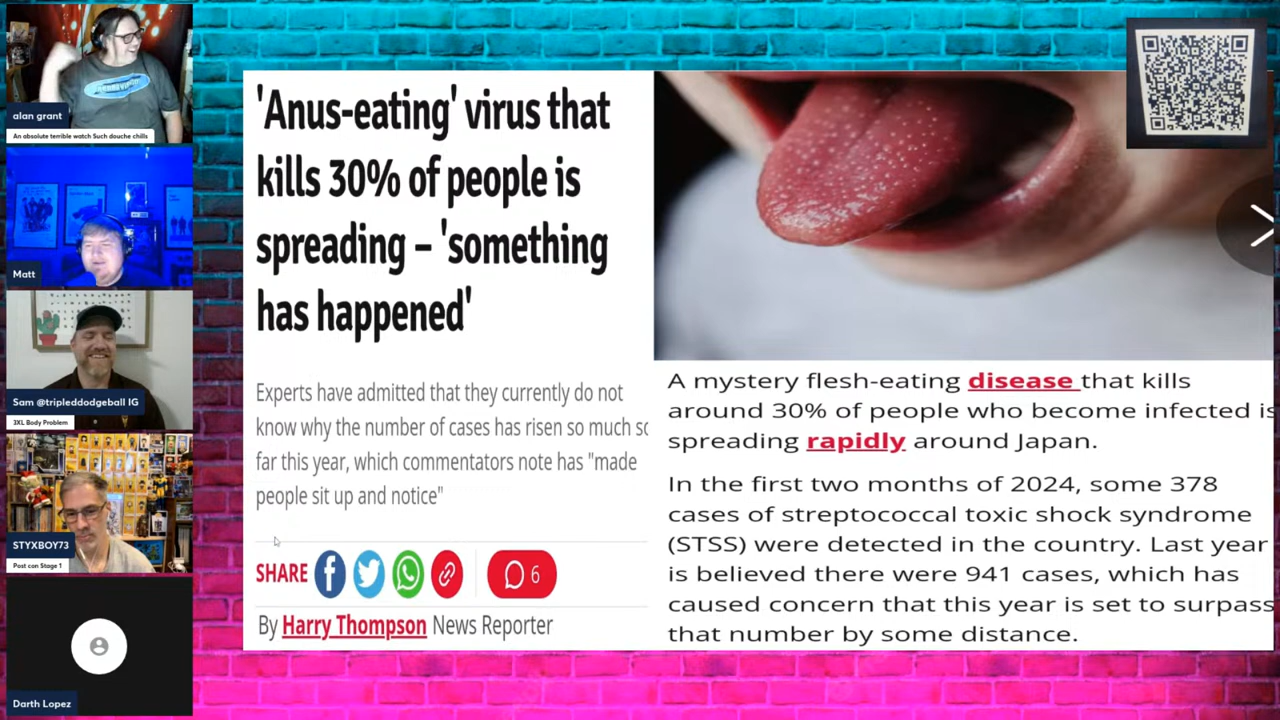 alan grant
An absolute terrible watch Such douche chills
Matt
Sam @tripleddodgeball IG
3XL Body Problem
STYXBOY73
Post con Stage 1
Darth Lopez
'Anus-eating' virus that
kills 30% of people is
spreading – 'something
has happened'
Experts have admitted that they currently do not
know why the number of cases has risen so much so
far this year, which commentators note has "made
people sit up and notice"
SHARE
6
By Harry Thompson News Reporter
A mystery flesh-eating disease that kills
around 30% of people who become infected is
spreading rapidly around Japan.
In the first two months of 2024, some 378
cases of streptococcal toxic shock syndrome
(STSS) were detected in the country. Last year
is believed there were 941 cases, which has
caused concern that this year is set to surpass
that number by some distance.